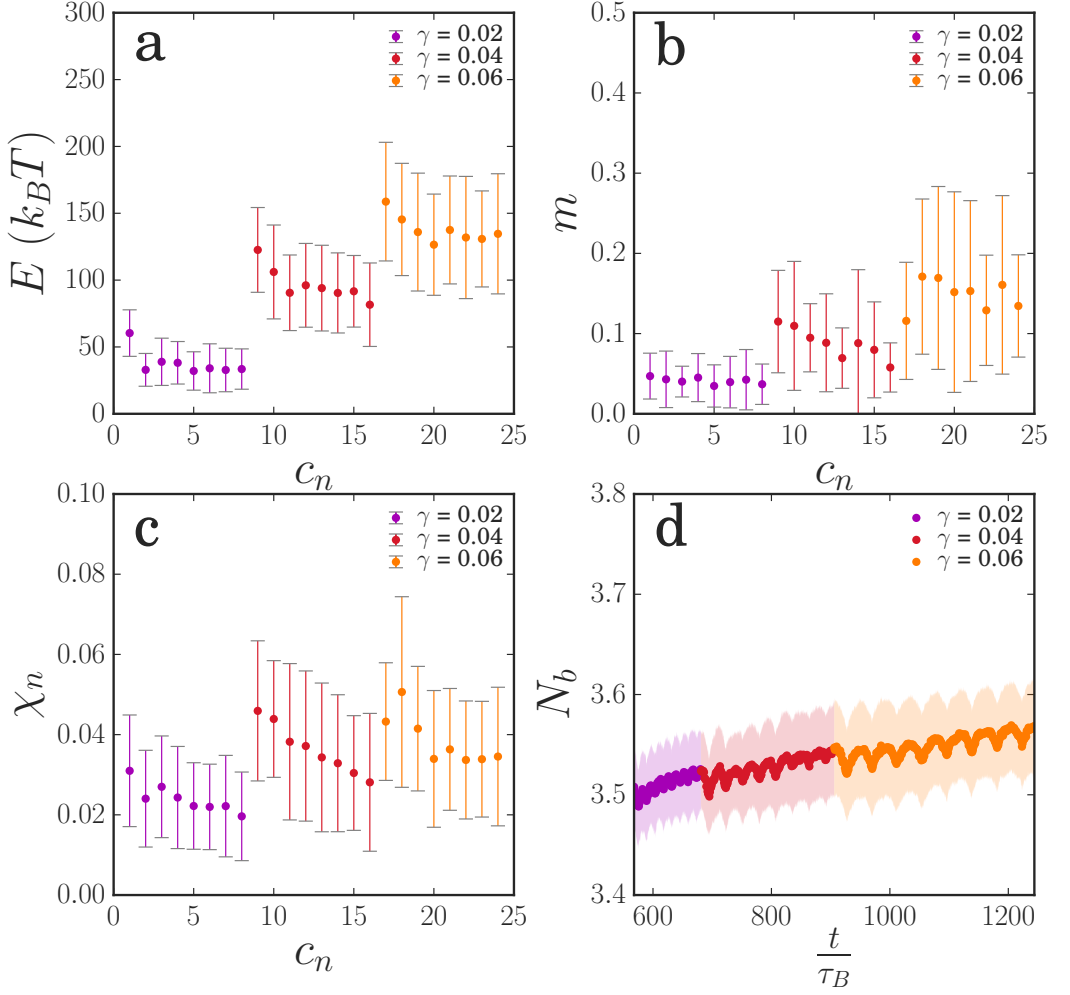 a
γ = 0.02
γ = 0.04
γ = 0.06
E (k_B T)
300
250
200
150
100
50
0
0 5 10 15 20 25
c_n
b
γ = 0.02
γ = 0.04
γ = 0.06
m
0.5
0.4
0.3
0.2
0.1
0.0
0 5 10 15 20 25
c_n
c
γ = 0.02
γ = 0.04
γ = 0.06
χ_n
0.10
0.08
0.06
0.04
0.02
0.00
0 5 10 15 20 25
c_n
d
γ = 0.02
γ = 0.04
γ = 0.06
N_b
3.8
3.7
3.6
3.5
3.4
600 800 1000 1200
t
τ_B